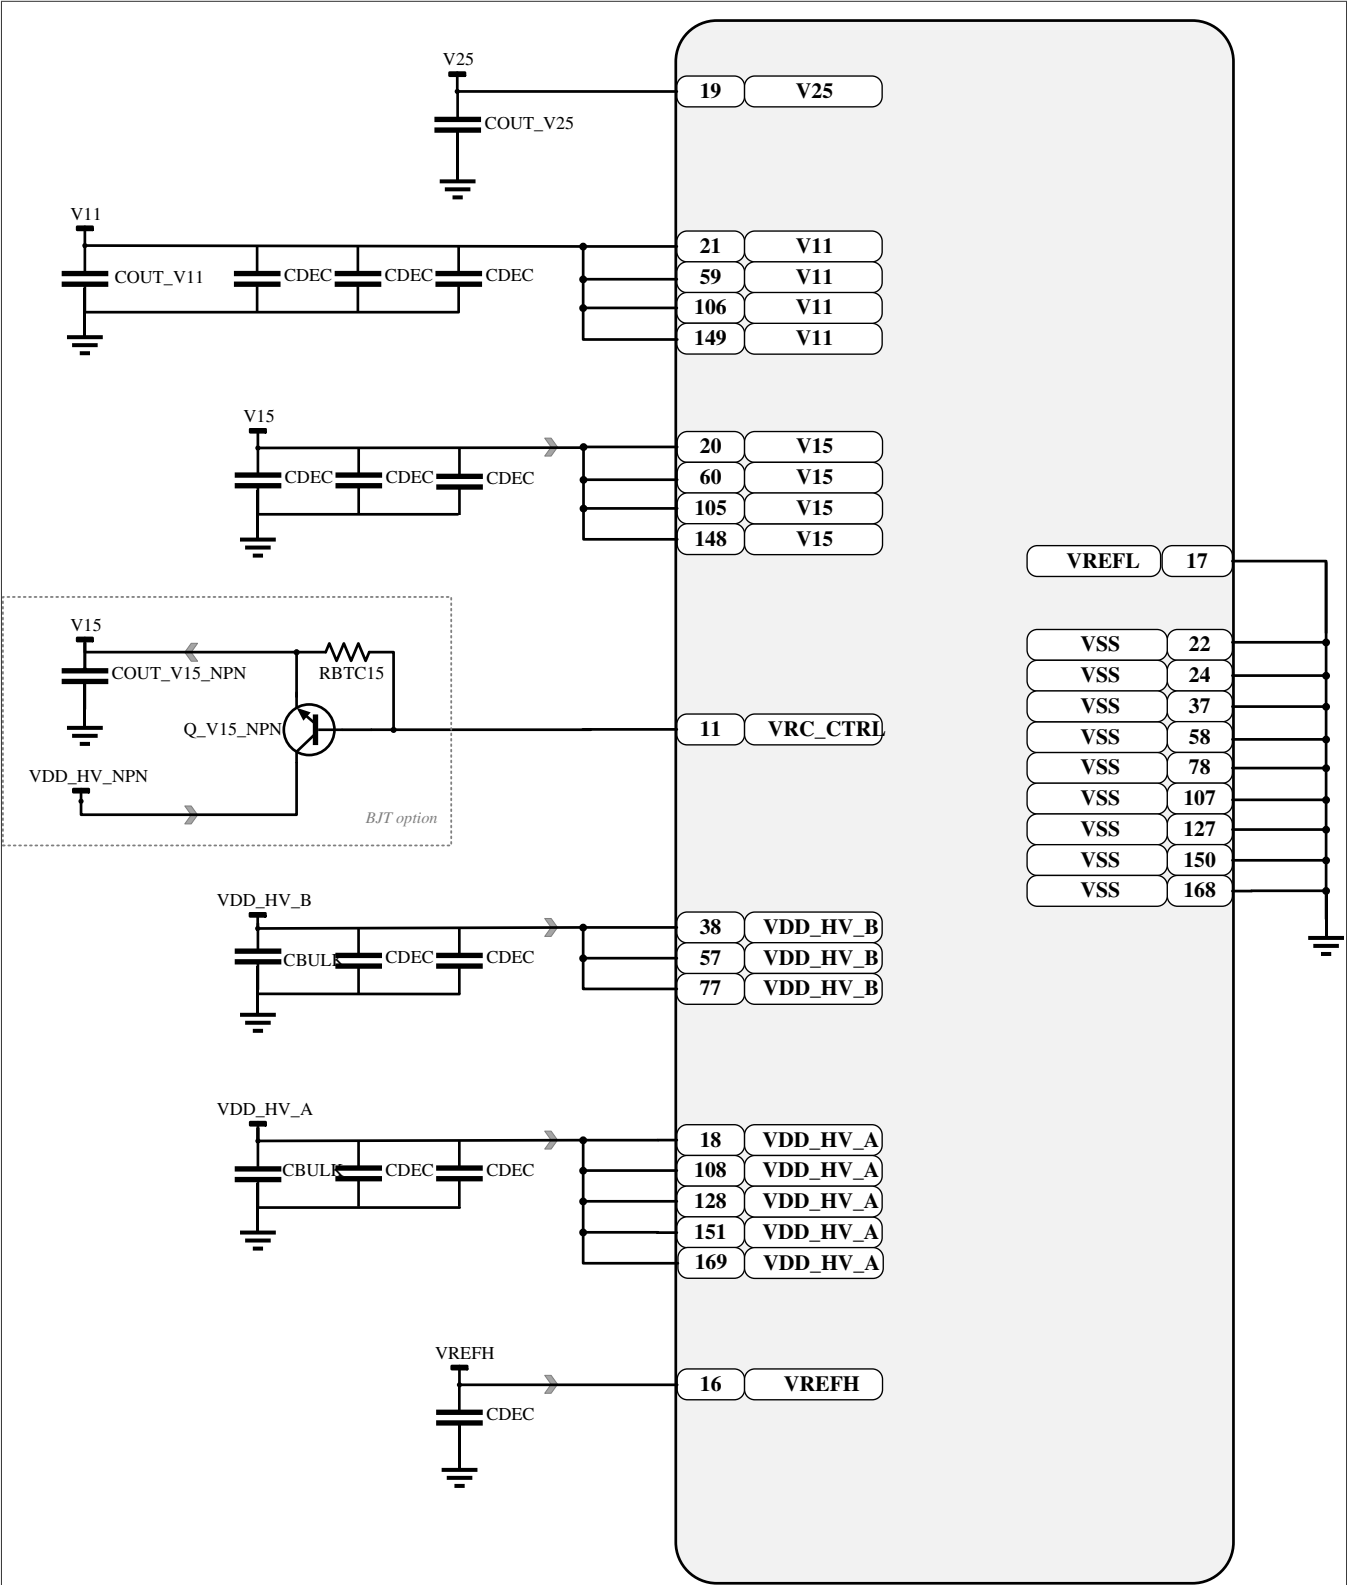 V25
19 V25
COUT_V25
V11
21 V11
COUT_V11 CDEC CDEC CDEC
59 V11
106 V11
149 V11
V15
20 V15
CDEC CDEC CDEC
60 V15
105 V15
148 V15
VREFL 17
V15
COUT_V15_NPN
RBTC15
Q_V15_NPN
VDD_HV_NPN
BJT option
11 VRC_CTRL
VSS 22
VSS 24
VSS 37
VSS 58
VSS 78
VSS 107
VSS 127
VSS 150
VSS 168
VDD_HV_B
38 VDD_HV_B
CBULK CDEC CDEC
57 VDD_HV_B
77 VDD_HV_B
VDD_HV_A
18 VDD_HV_A
CBULK CDEC CDEC
108 VDD_HV_A
128 VDD_HV_A
151 VDD_HV_A
169 VDD_HV_A
VREFH
16 VREFH
CDEC